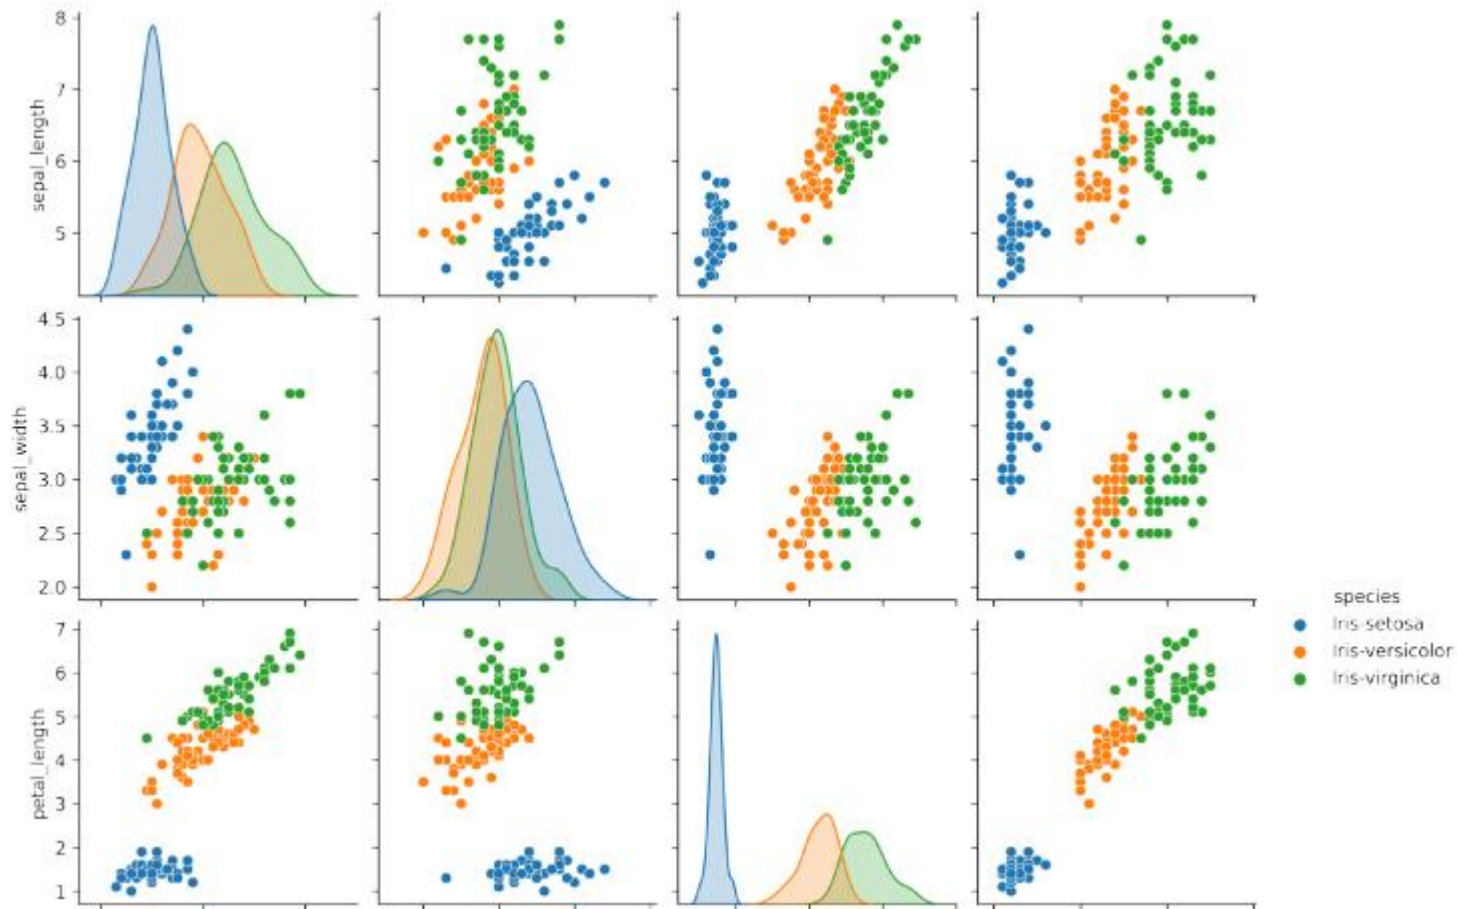 8
7
6
5
sepal_length
4.5
4.0
3.5
3.0
2.5
2.0
sepal_width
7
6
5
4
3
2
1
petal_length
species
Iris-setosa
Iris-versicolor
Iris-virginica